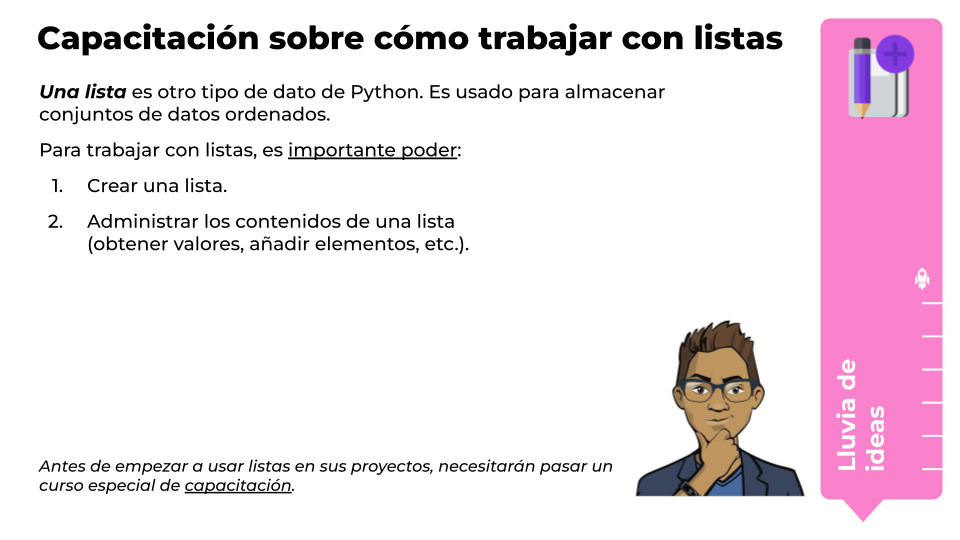 Capacitación sobre cómo trabajar con listas
Una lista es otro tipo de dato de Python. Es usado para almacenar
conjuntos de datos ordenados.
Para trabajar con listas, es importante poder:
1. Crear una lista.
2. Administrar los contenidos de una lista
(obtener valores, añadir elementos, etc.).
Antes de empezar a usar listas en sus proyectos, necesitarán pasar un
curso especial de capacitación.
Lluvia de
ideas